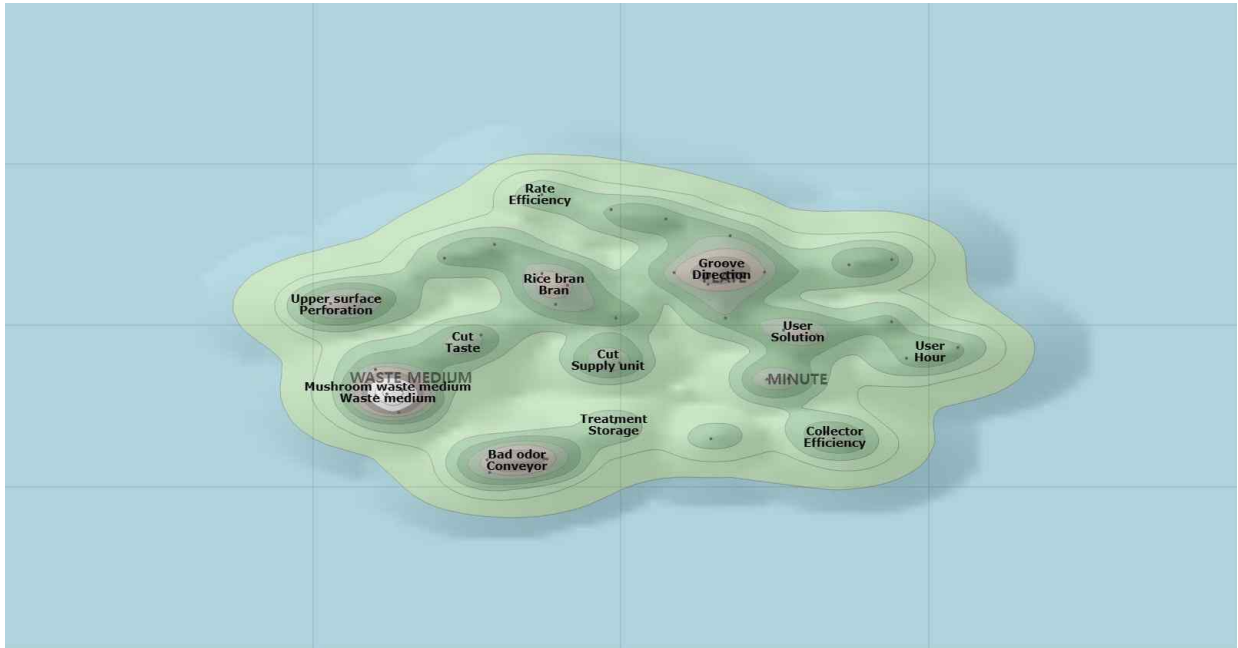 Rate
Efficiency
Groove
Direction
Rice bran
Bran
Upper surface
Perforation
User
Solution
Cut
Taste
User
Hour
Cut
Supply unit
WASTE MEDIUM
MINUTE
Mushroom waste medium
Waste medium
Treatment
Storage
Collector
Efficiency
Bad odor
Conveyor